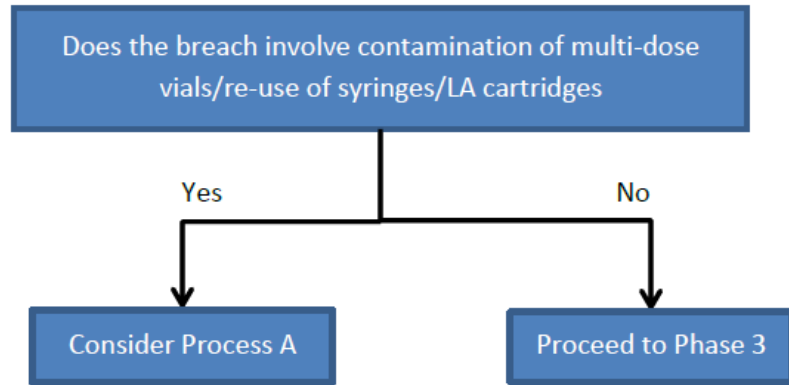 Does the breach involve contamination of multi-dose
vials/re-use of syringes/LA cartridges
Yes
No
Consider Process A
Proceed to Phase 3